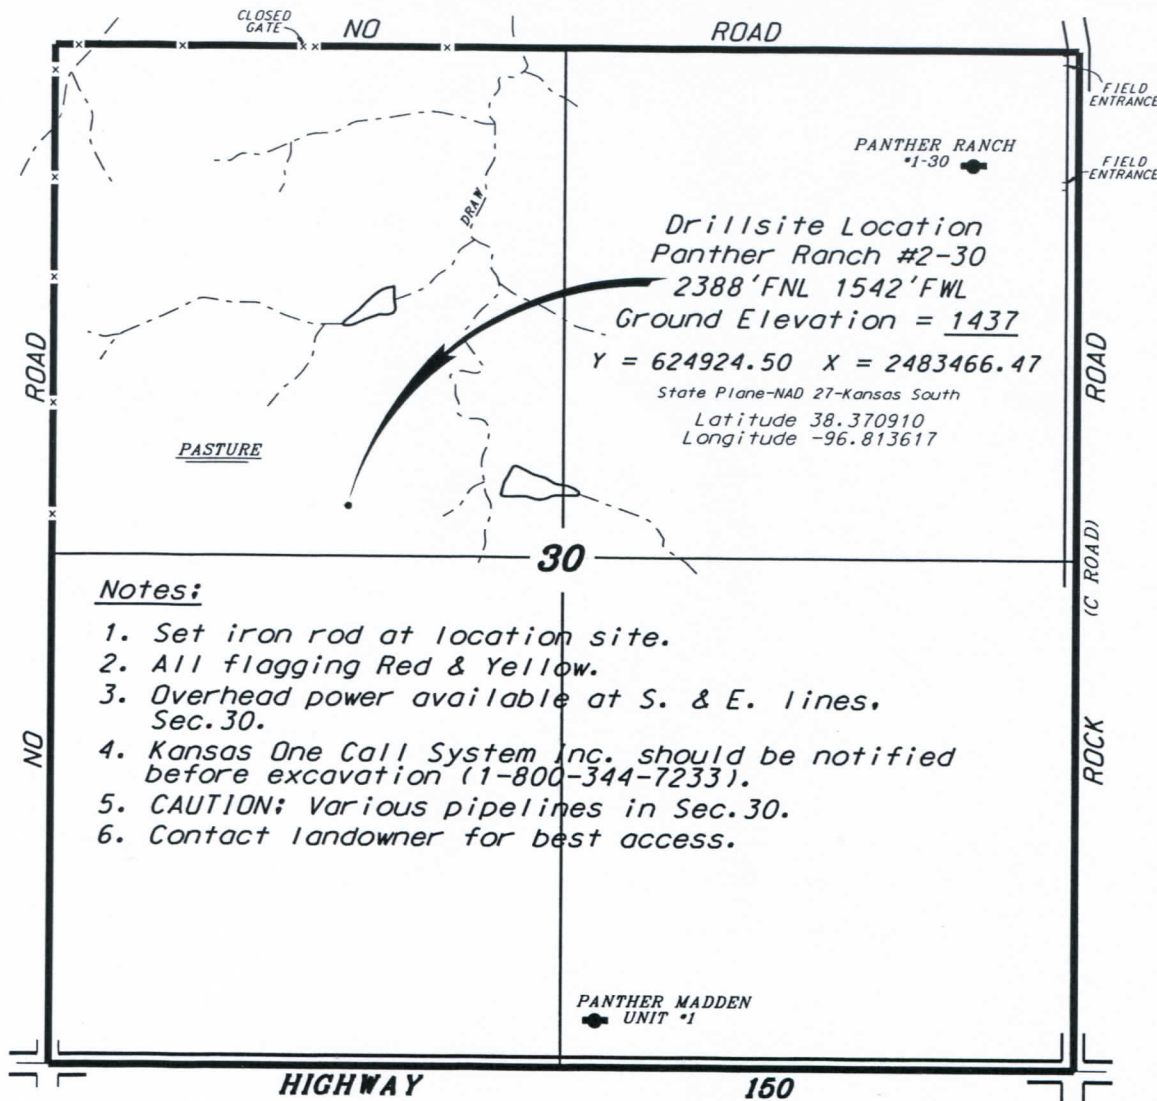 CLOSED
GATE
NO
ROAD
FIELD
ENTRANCE
PANTHER RANCH
#1-30
FIELD
ENTRANCE
DRAW
Drillsite Location
Panther Ranch #2-30
2388'FNL 1542'FWL
Ground Elevation = 1437
Y = 624924.50 X = 2483466.47
State Plane-NAD 27-Kansas South
Latitude 38.370910
Longitude -96.813617
ROAD
ROAD
PASTURE
30
(C ROAD)
Notes:
1. Set iron rod at location site.
2. All flagging Red & Yellow.
3. Overhead power available at S. & E. lines.
Sec.30.
4. Kansas One Call System Inc. should be notified
before excavation (1-800-344-7233).
5. CAUTION: Various pipelines in Sec.30.
6. Contact landowner for best access.
NO
ROCK
PANTHER MADDEN
UNIT #1
HIGHWAY 150